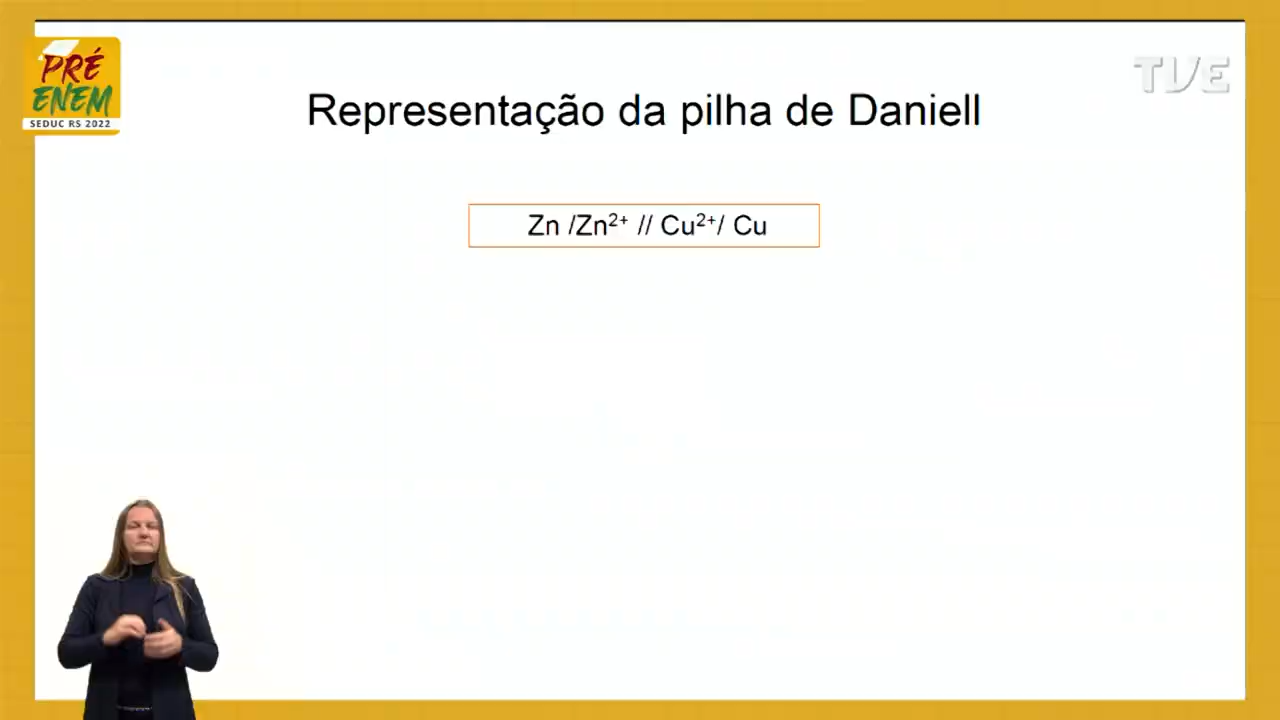 PRÉ
ENEM
SEDUC RS 2022
TVE
Representação da pilha de Daniell
Zn /Zn²⁺ // Cu²⁺/ Cu